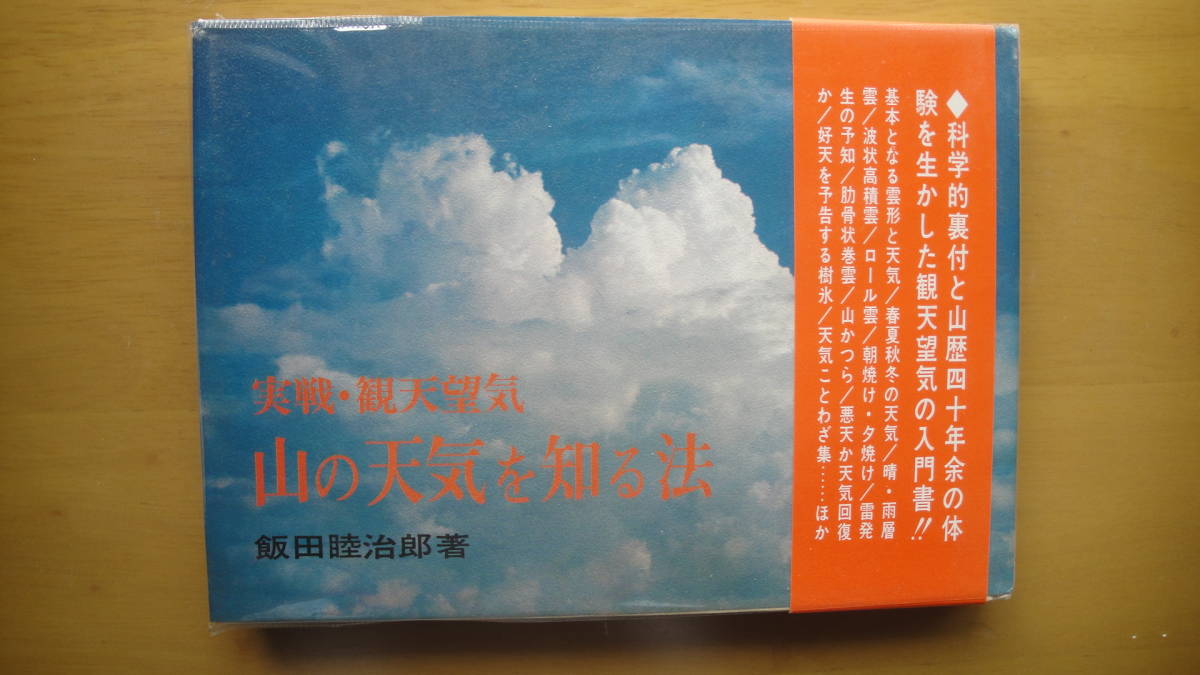 実戦・観天望気
山の天気を知る法
飯田睦治郎著
◆科学的裏付と山歴四十年余の体
験を生かした観天望気の入門書!!
基本となる雲形と天気/春夏秋冬の天気/晴・雨層
雲/波状高積雲/ロール雲/朝焼け・夕焼け/雷発
生の予知/肋骨状巻雲/山かつら/悪天か天気回復
か/好天を予告する樹氷/天気ことわざ集……ほか